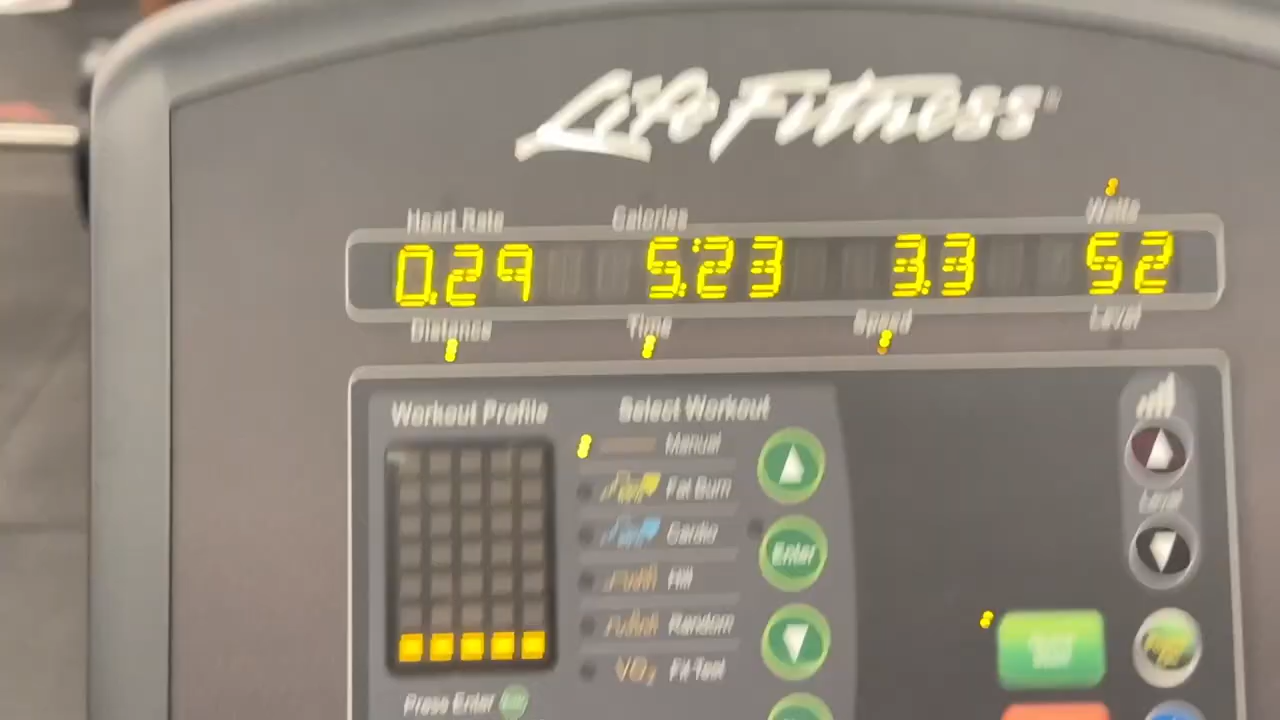 Life Fitness
Watts
Heart Rate Calories
0.29 5:23 3.3 52
Distance Time Speed Level
Workout Profile Select Workout
Manual
Fat Burn
Cardio
Enter
Level
Hill
Random
VO2 Fit Test
Press Enter